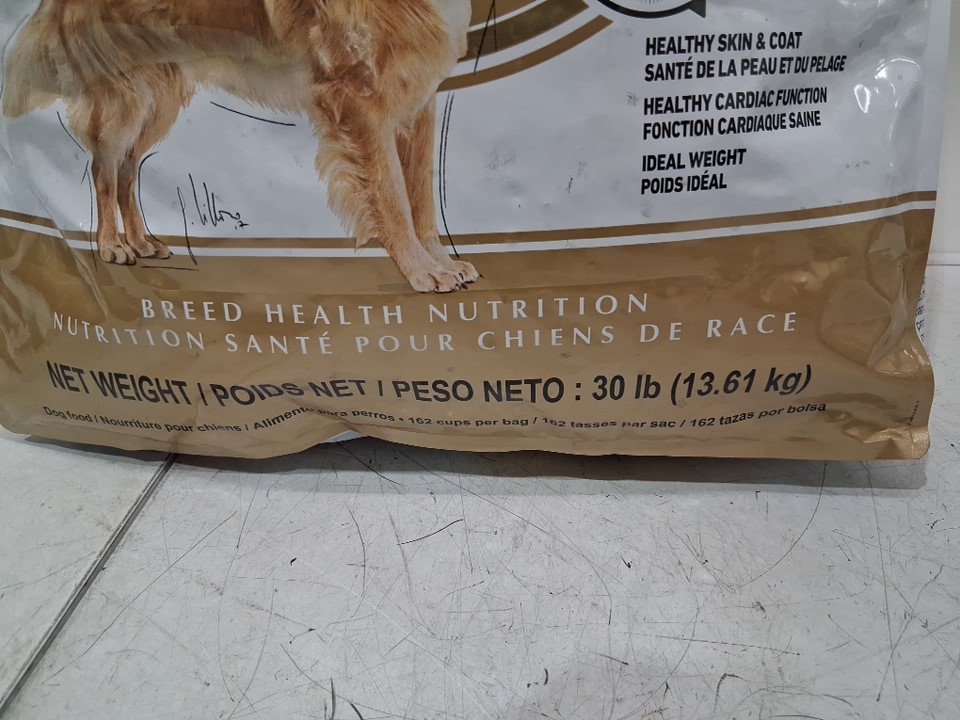 HEALTHY SKIN & COAT
SANTÉ DE LA PEAU ET DU PELAGE
HEALTHY CARDIAC FUNCTION
FONCTION CARDIAQUE SAINE
IDEAL WEIGHT
POIDS IDÉAL
BREED HEALTH NUTRITION
NUTRITION SANTÉ POUR CHIENS DE RACE
NET WEIGHT / POIDS NET / PESO NETO : 30 lb (13.61 kg)
Dog food / Nourriture pour chiens / Alimento para perros • 162 cups per bag / 162 tasses par sac / 162 tazas por bolsa